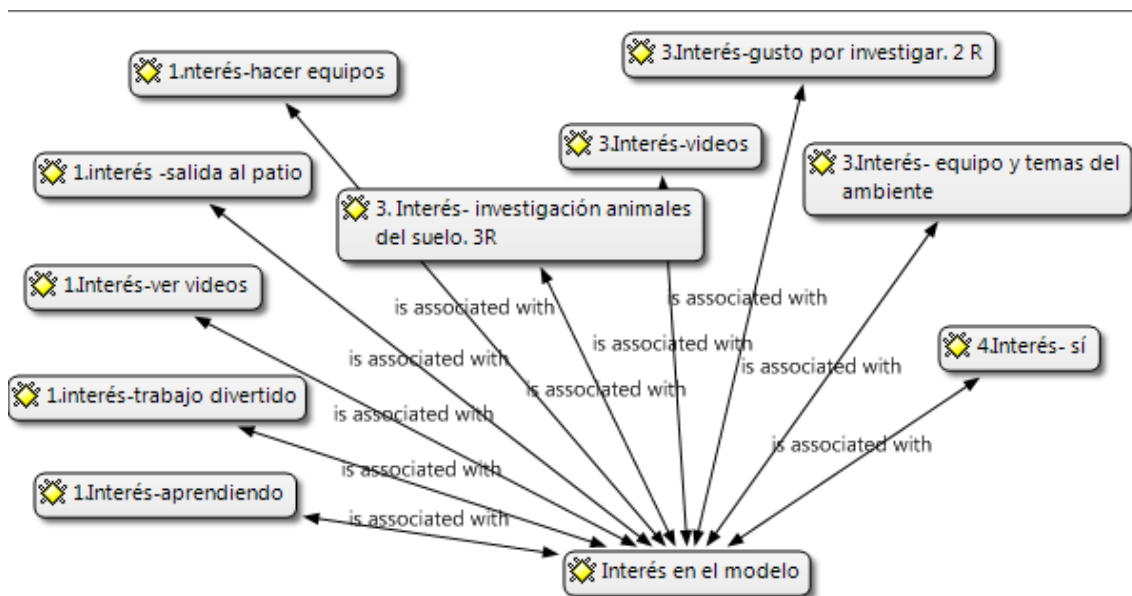 1.nterés-hacer equipos
3.Interés-gusto por investigar. 2 R
3.Interés-videos
3.Interés- equipo y temas del
ambiente
1.interés -salida al patio
3. Interés- investigación animales
del suelo. 3R
1.Interés-ver videos
is associated with
is associated with
is associated with
4.Interés- sí
is associated with
is associated with
is associated with
1.interés-trabajo divertido
is associated with
is associated with
is associated with
1.Interés-aprendiendo
is associated with
Interés en el modelo